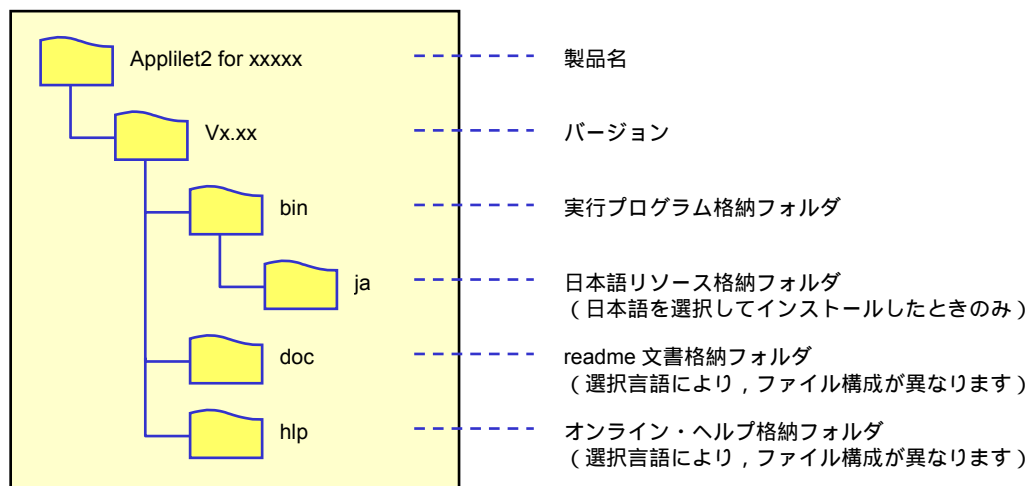 Applilet2 for xxxxx 製品名
Vx.xx バージョン
bin 実行プログラム格納フォルダ
ja 日本語リソース格納フォルダ
（日本語を選択してインストールしたときのみ）
doc readme 文書格納フォルダ
（選択言語により，ファイル構成が異なります）
hlp オンライン・ヘルプ格納フォルダ
（選択言語により，ファイル構成が異なります）